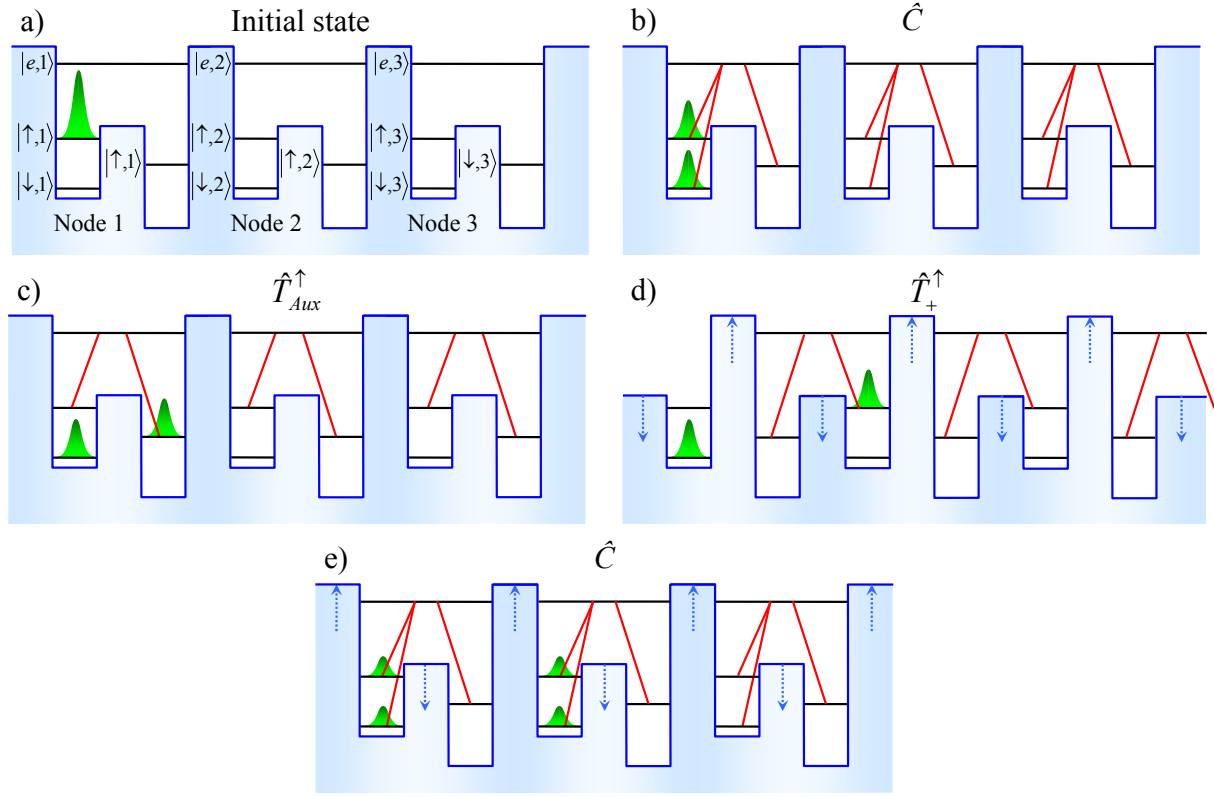 a) Initial state
|e,1⟩ |e,2⟩ |e,3⟩
|↑,1⟩ |↑,2⟩ |↑,3⟩
|↑,1⟩ |↑,2⟩ |↓,3⟩
|↓,1⟩ |↓,2⟩ |↓,3⟩
Node 1 Node 2 Node 3
b) Ĉ
c) T̂↑Aux
d) T̂↑+
e) Ĉ